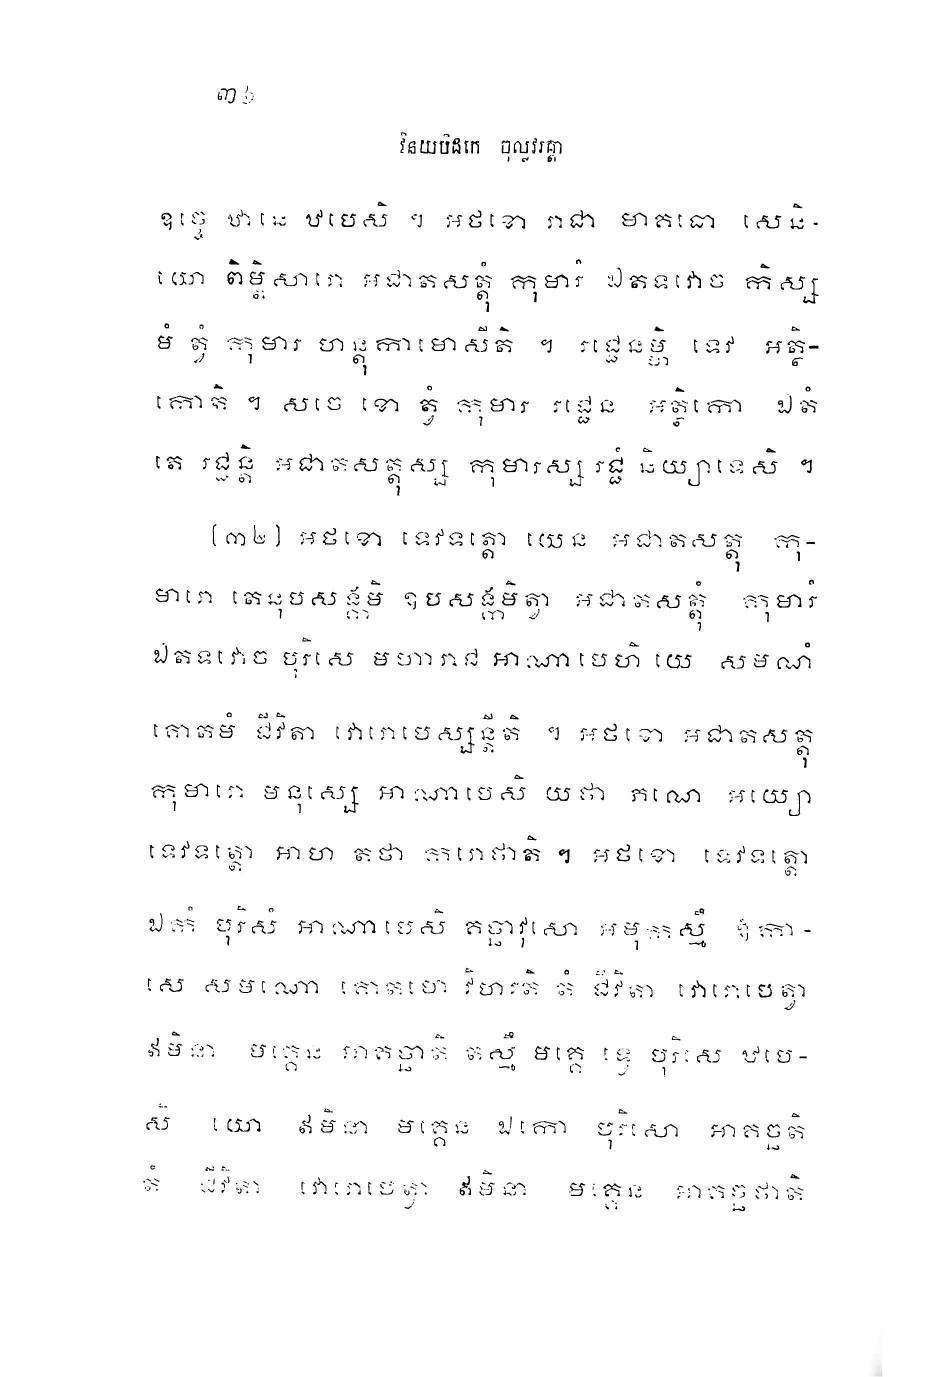 ៣៦
វិនយបិដកេ ចុល្លវគ្គោ
ឧច្ចេ ឋានេ ឋបេសិ ។ អថខោ រាជា មាគធោ សេនិ-
យោ ពិម្ពិសារោ អជាតសត្តុំ កុមារំ ឯតទវោច កិស្ស
មំ ត្វំ កុមារ ហន្តុកាមោសីតិ ។ រជ្ជេនម្ហិ ទេវ អត្ថិ-
កោតិ ។ សចេ ខោ ត្វំ កុមារ រជ្ជេន អត្ថិកោ ឯតំ
តេ រជ្ជន្តិ អជាតសត្តុស្ស កុមារស្ស រជ្ជំ និយ្យាទេសិ ។
(៣២) អថខោ ទេវទត្តោ យេន អជាតសត្តុ កុ-
មារោ តេនុបសង្កមិ ឧបសង្កមិត្វា អជាតសត្តុំ កុមារំ
ឯតទវោច បុរិសេ មហារាជ អាណាបេហិ យេ សមណំ
គោតមំ ជីវិតា វោរោបេស្សន្តីតិ ។ អថខោ អជាតសត្តុ
កុមារោ មនុស្សេ អាណាបេសិ យថា ភណេ អយ្យោ
ទេវទត្តោ អាហ តថា ករោថាតិ ។ អថខោ ទេវទត្តោ
ឯកំ បុរិសំ អាណាបេសិ គច្ឆាវុសោ អមុកស្មឹ ឱកា-
សេ សមណោ គោតមោ វិហរតិ តំ ជីវិតា វោរោបេត្វា
ឥមិនា មគ្គេន អាគច្ឆាតិ តស្មឹ មគ្គេ ទ្វេ បុរិសេ ឋបេ-
សិ យោ ឥមិនា មគ្គេន ឯកោ បុរិសោ អាគច្ឆតិ
តំ ជីវិតា វោរោបេត្វា ឥមិនា មគ្គេន អាគច្ឆថាតិ